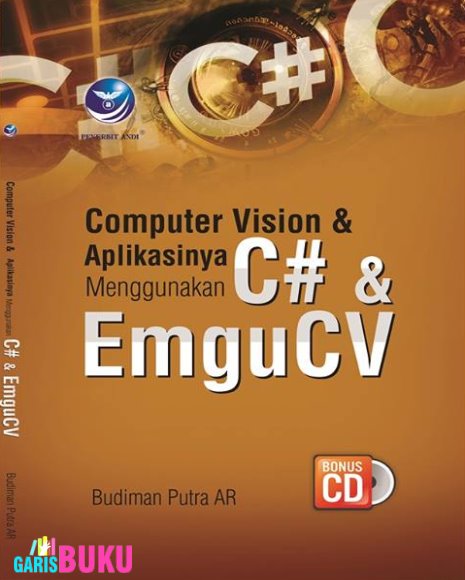 C# C# C
PENERBIT ANDI
Computer Vision &
Aplikasinya
Menggunakan
C# &
EmguCV
BONUS
CD
Budiman Putra AR
Computer Vision & Aplikasinya Menggunakan C# & EmguCV
Budiman Putra AR
GARISBUKU